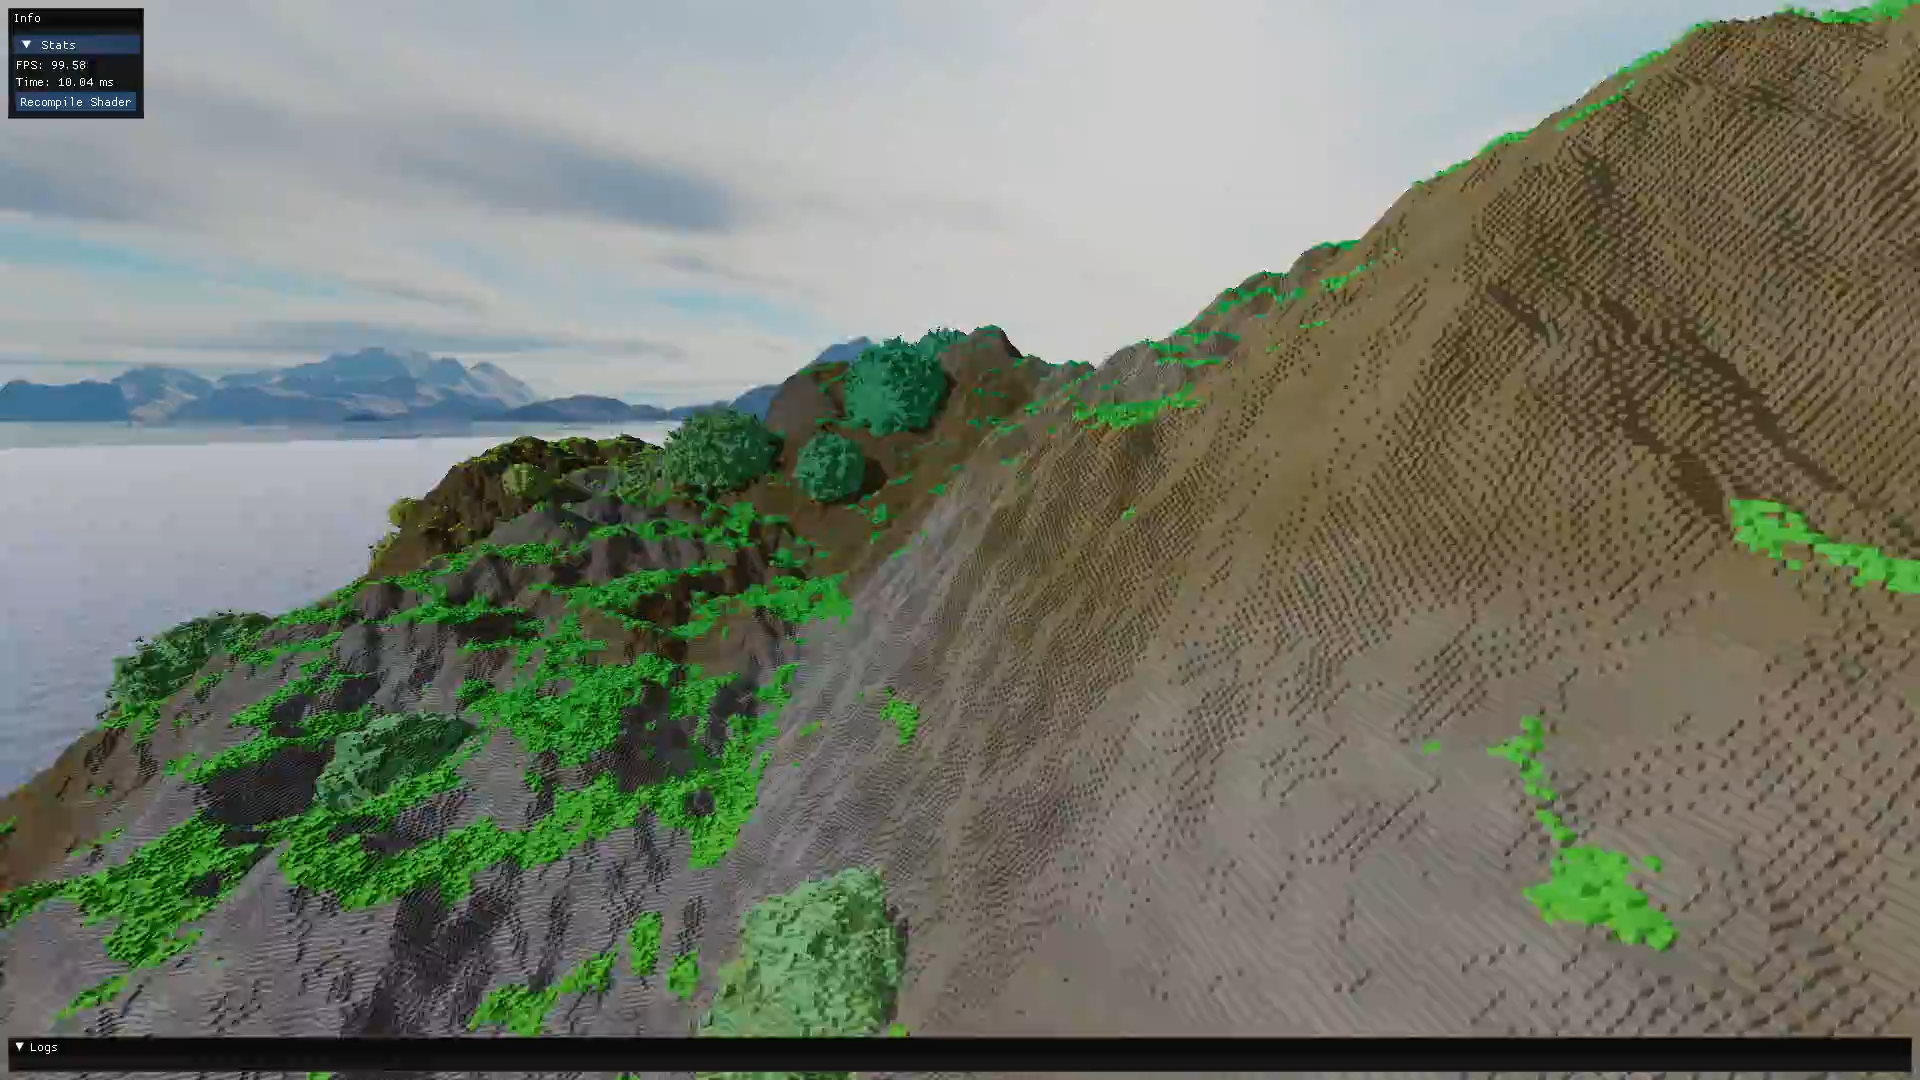 Info
Stats
FPS: 99.58
Time: 10.04 ms
Recompile Shader
Logs